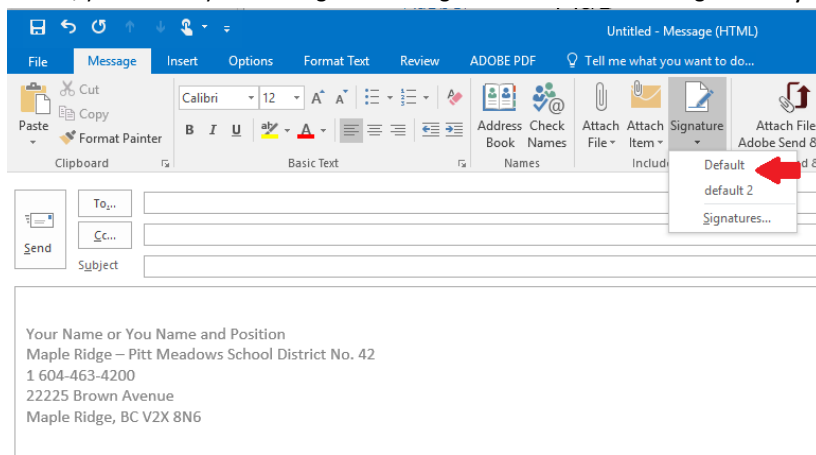 Untitled - Message (HTML)
File Message Insert Options Format Text Review ADOBE PDF Tell me what you want to do...
Cut
Copy
Format Painter
Paste
Clipboard
Calibri 12
B I U
Basic Text
Address Book
Check Names
Names
Attach File
Attach Item
Signature
Includ
Attach File
Adobe Send &
d &
Default
default 2
Signatures...
Send
To...
Cc...
Subject
Your Name or You Name and Position
Maple Ridge – Pitt Meadows School District No. 42
1 604-463-4200
22225 Brown Avenue
Maple Ridge, BC V2X 8N6